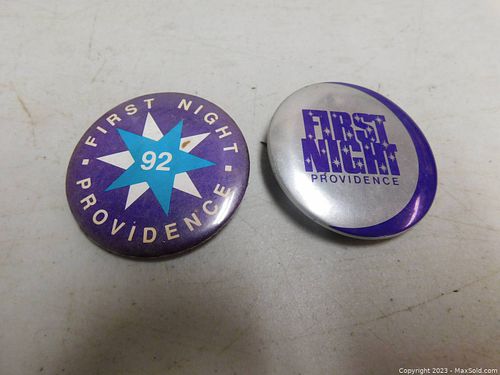 FIRST NIGHT
92
PROVIDENCE
FIRST
NIGHT
PROVIDENCE
Copyright 2023 - MaxSold.com